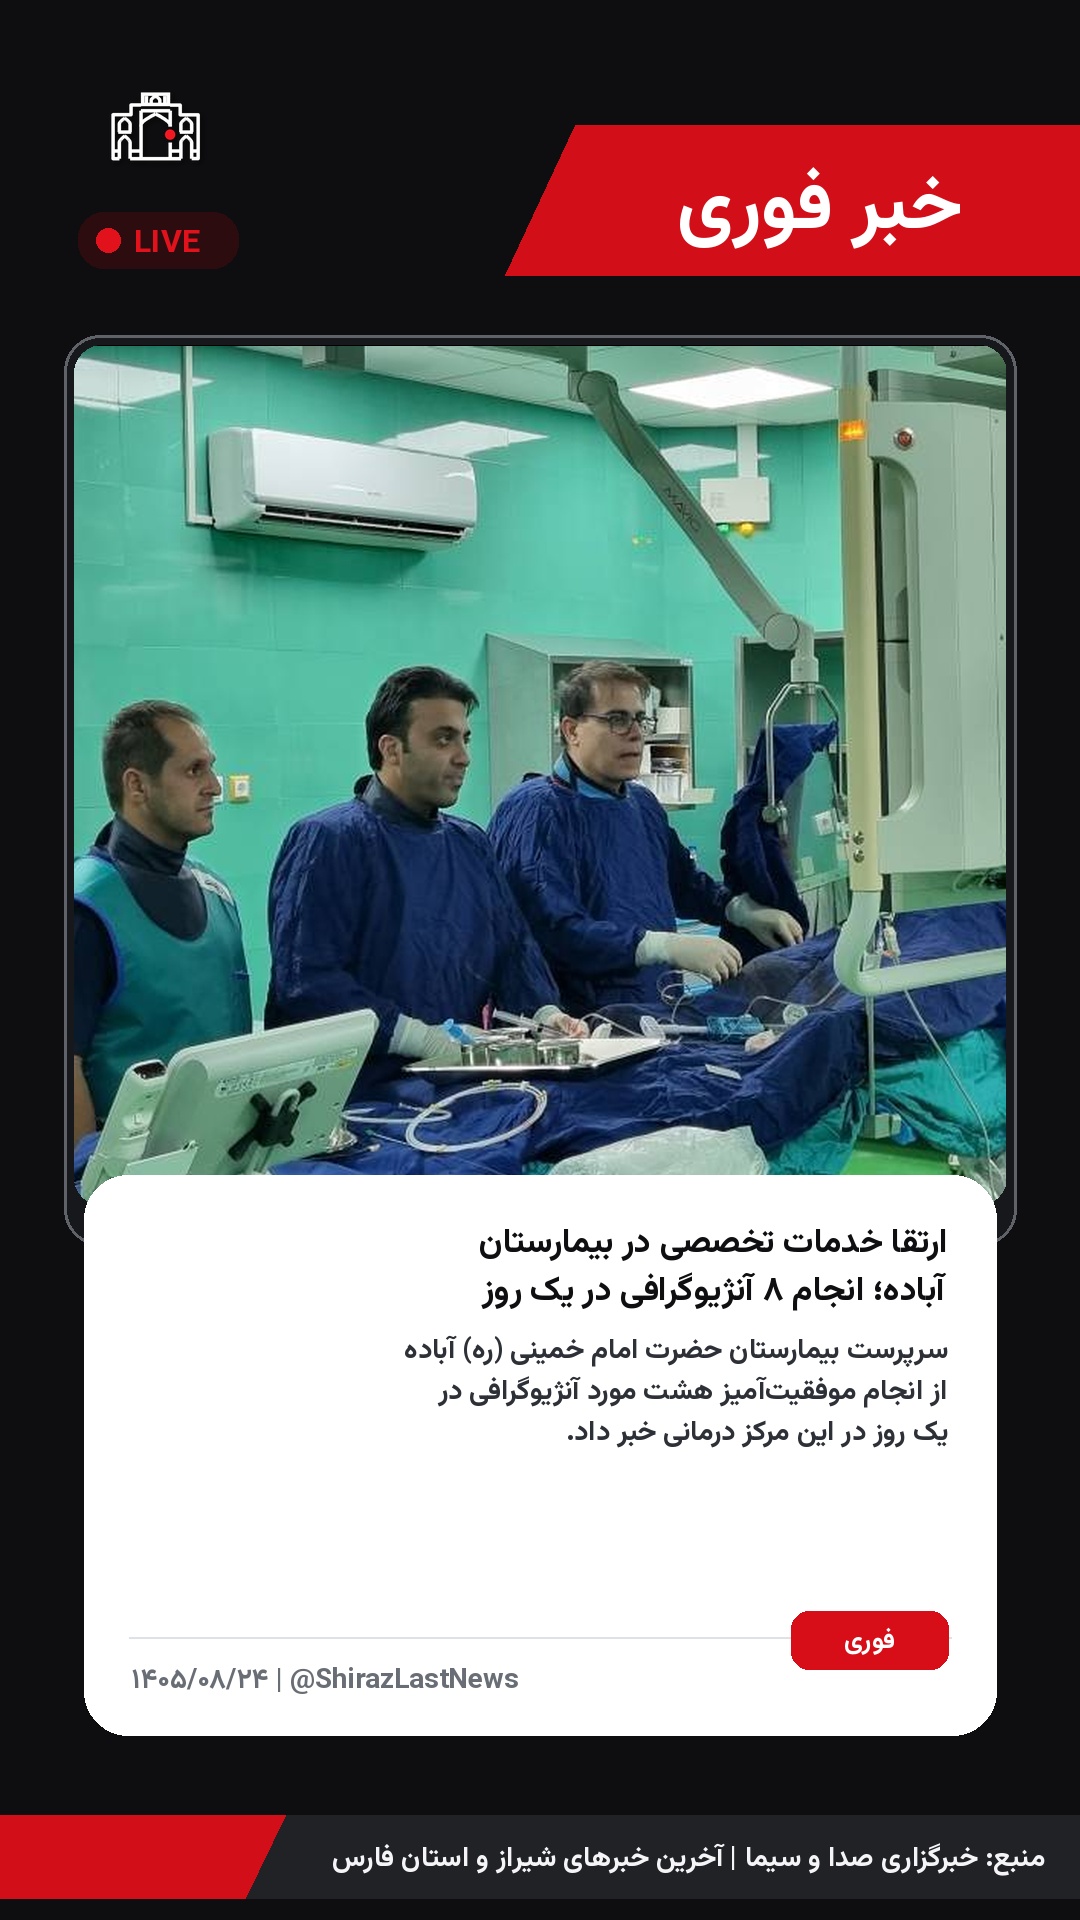 خبر فوری
LIVE
MAVIG
ارتقا خدمات تخصصی در بیمارستان
آباده؛ انجام ۸ آنژیوگرافی در یک روز
سرپرست بیمارستان حضرت امام خمینی (ره) آباده
از انجام موفقیت‌آمیز هشت مورد آنژیوگرافی در
یک روز در این مرکز درمانی خبر داد.
فوری
۱۴۰۵/۰۸/۲۴ | @ShirazLastNews
منبع: خبرگزاری صدا و سیما | آخرین خبرهای شیراز و استان فارس